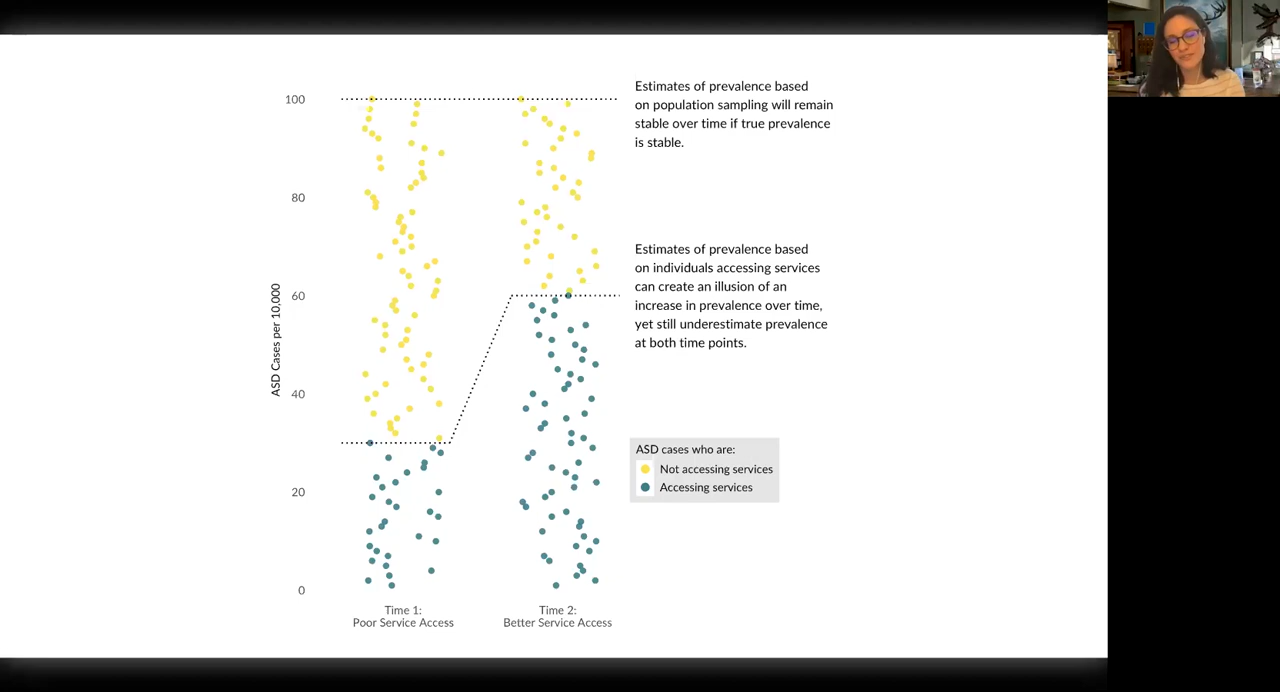 Estimates of prevalence based
on population sampling will remain
stable over time if true prevalence
is stable.
100
80
60
40
20
0
ASD Cases per 10,000
Estimates of prevalence based
on individuals accessing services
can create an illusion of an
increase in prevalence over time,
yet still underestimate prevalence
at both time points.
ASD cases who are:
Not accessing services
Accessing services
Time 1:
Poor Service Access
Time 2:
Better Service Access